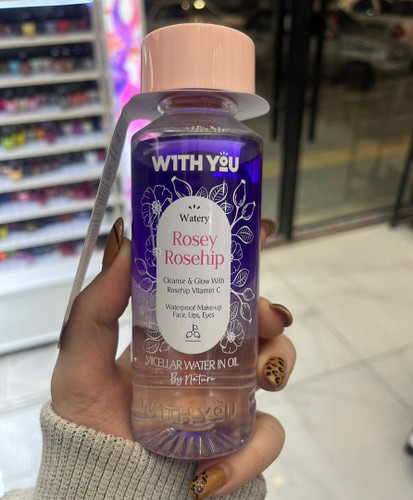 WITH YOU
Watery
Rosey
Rosehip
Cleanse & Glow With
Rosehip Vitamin C
Waterproof Make-up
Face, Lips, Eyes
MICELLAR WATER IN OIL
By Nature
WITH YOU